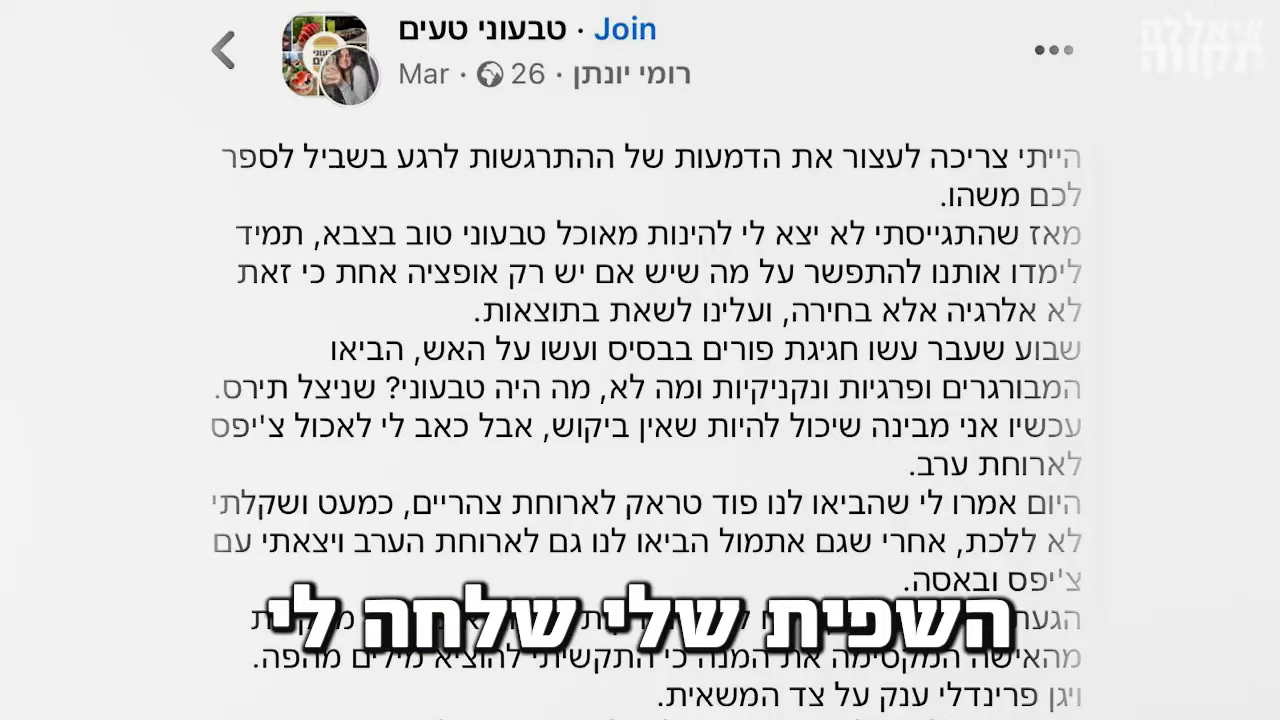 טבעוני טעים · Join
רומי יונתן · 26 Mar
#יאללה
תקווה
הייתי צריכה לעצור את הדמעות של ההתרגשות לרגע בשביל לספר
לכם משהו.
מאז שהתגייסתי לא יצא לי להינות מאוכל טבעוני טוב בצבא, תמיד
לימדו אותנו להתפשר על מה שיש אם יש רק אופציה אחת כי זאת
לא אלרגיה אלא בחירה, ועלינו לשאת בתוצאות.
שבוע שעבר עשו חגיגת פורים בבסיס ועשו על האש, הביאו
המבורגרים ופרגיות ונקניקיות ומה לא, מה היה טבעוני? שניצל תירס.
עכשיו אני מבינה שיכול להיות שאין ביקוש, אבל כאב לי לאכול צ'יפס
לארוחת ערב.
היום אמרו לי שהביאו לנו פוד טראק לארוחת צהריים, כמעט ושקלתי
לא ללכת, אחרי שגם אתמול הביאו לנו גם לארוחת הערב ויצאתי עם
צ'יפס ובאסה.
השפית שלי שלחה לי
מהאישה המקסימה את המנה כי התקשיתי להוציא מילים מהפה.
ויגן פרינדלי ענק על צד המשאית.